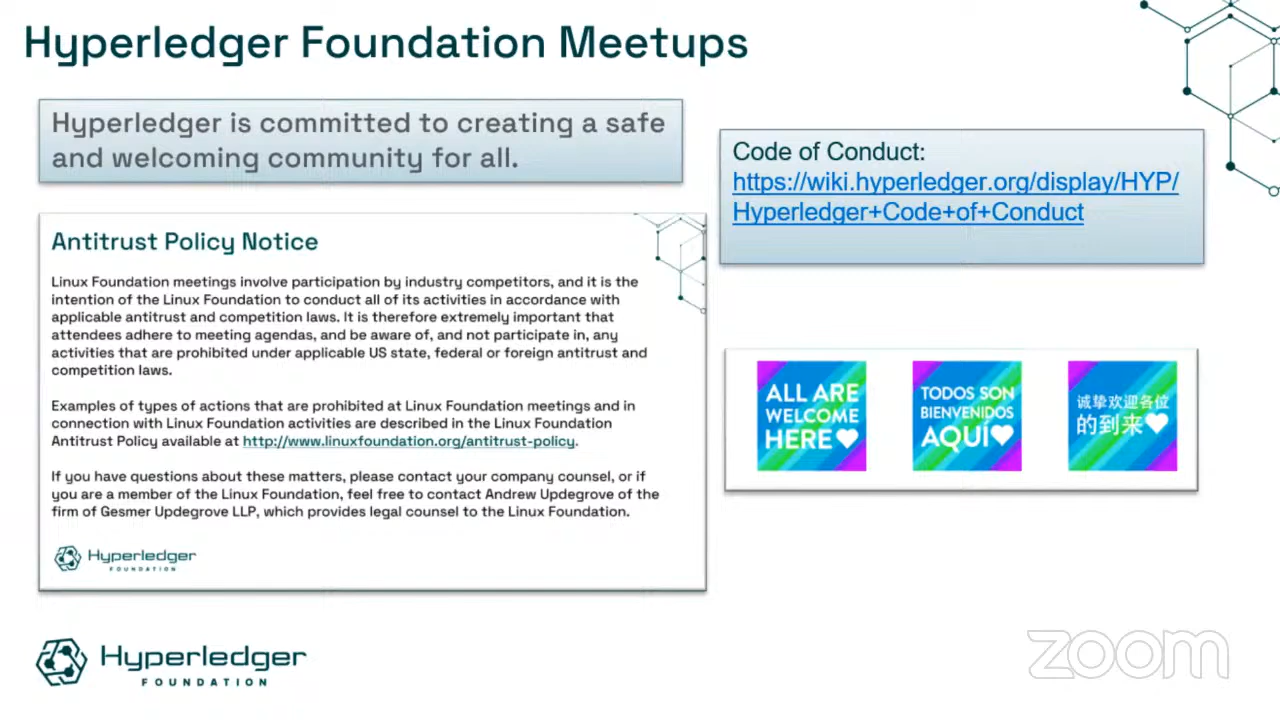 Hyperledger Foundation Meetups
Hyperledger is committed to creating a safe
and welcoming community for all.
Antitrust Policy Notice
Linux Foundation meetings involve participation by industry competitors, and it is the
intention of the Linux Foundation to conduct all of its activities in accordance with
applicable antitrust and competition laws. It is therefore extremely important that
attendees adhere to meeting agendas, and be aware of, and not participate in, any
activities that are prohibited under applicable US state, federal or foreign antitrust and
competition laws.
Examples of types of actions that are prohibited at Linux Foundation meetings and in
connection with Linux Foundation activities are described in the Linux Foundation
Antitrust Policy available at http://www.linuxfoundation.org/antitrust-policy.
If you have questions about these matters, please contact your company counsel, or if
you are a member of the Linux Foundation, feel free to contact Andrew Updegrove of the
firm of Gesmer Updegrove LLP, which provides legal counsel to the Linux Foundation.
Hyperledger
FOUNDATION
Code of Conduct:
https://wiki.hyperledger.org/display/HYP/
Hyperledger+Code+of+Conduct
ALL ARE
WELCOME
HERE
TODOS SON
BIENVENIDOS
AQUÍ
诚挚欢迎各位
的到来
Hyperledger
FOUNDATION
zoom